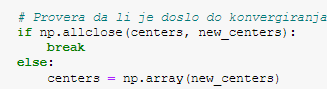 # Provera da li je doslo do konvergiranja
if np.allclose(centers, new_centers):
    break
else:
    centers = np.array(new_centers)